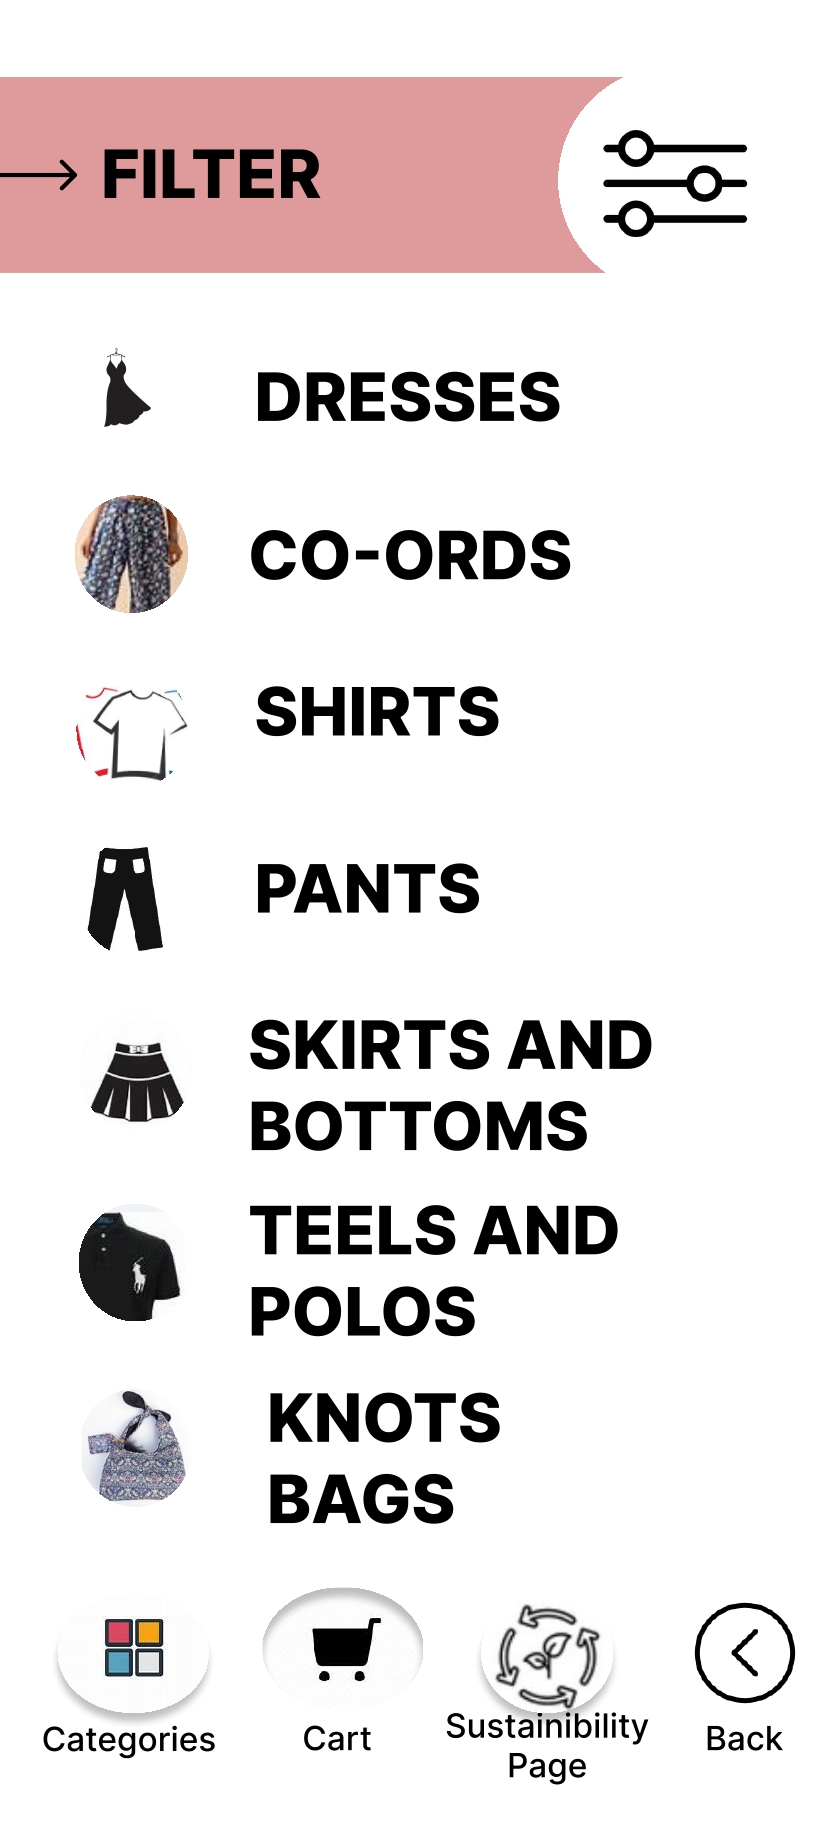 FILTER
DRESSES
CO-ORDS
SHIRTS
PANTS
SKIRTS AND
BOTTOMS
TEELS AND
POLOS
KNOTS
BAGS
Categories
Cart
Sustainibility
Page
Back